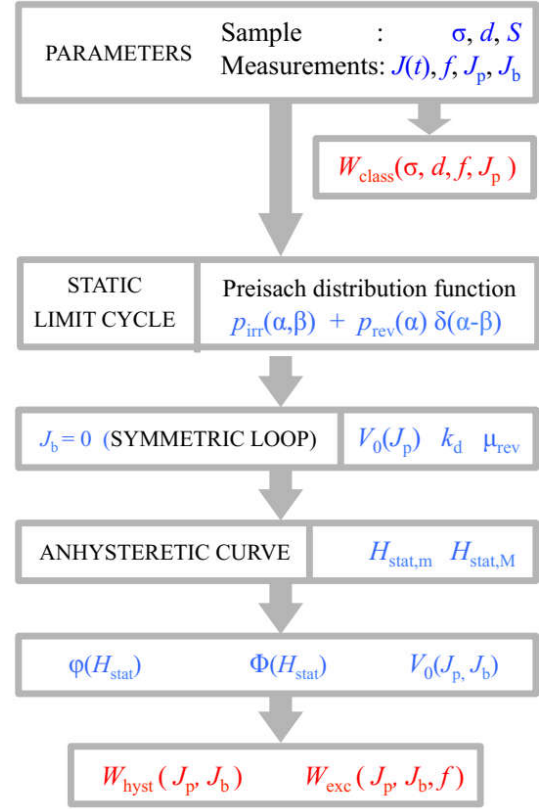 PARAMETERS Sample : σ, d, S
Measurements: J(t), f, Jp, Jb
Wclass(σ, d, f, Jp )
STATIC LIMIT CYCLE
Preisach distribution function
pirr(α,β) + prev(α) δ(α-β)
Jb = 0 (SYMMETRIC LOOP) V0(Jp) kd μrev
ANHYSTERETIC CURVE Hstat,m Hstat,M
φ(Hstat) Φ(Hstat) V0(Jp, Jb)
Whyst ( Jp, Jb ) Wexc ( Jp, Jb, f )